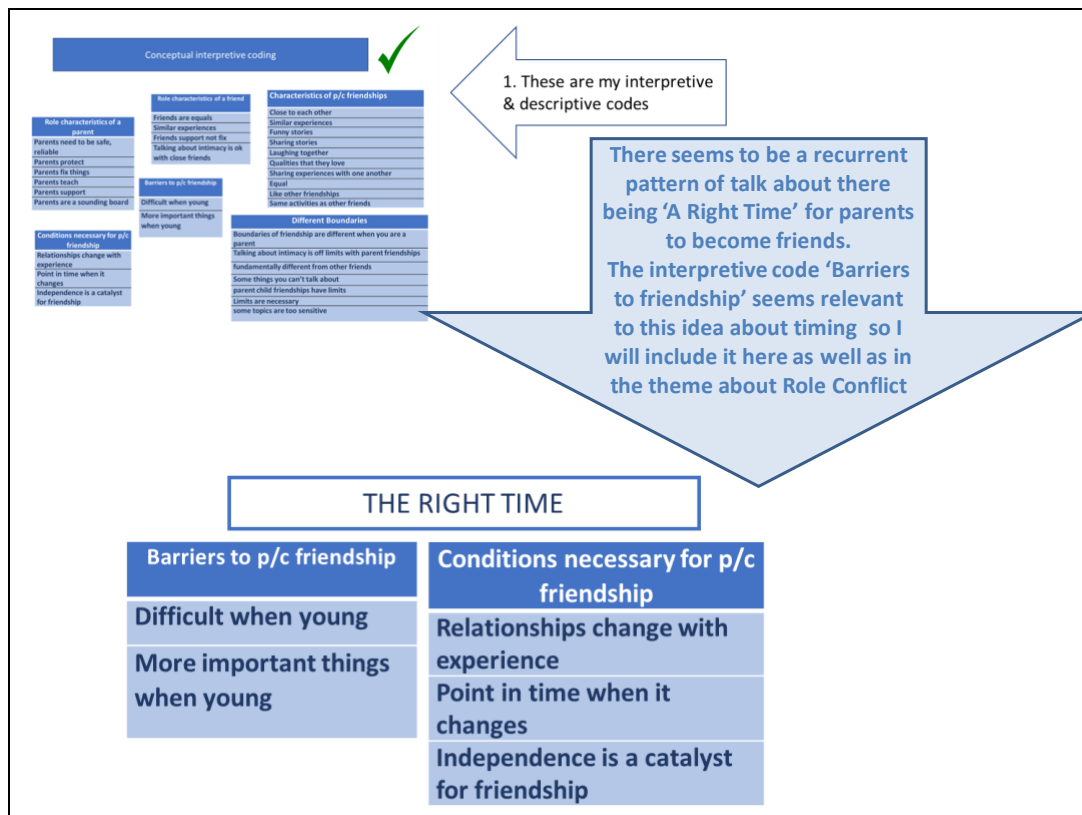 Conceptual interpretive coding
1. These are my interpretive
& descriptive codes
Role characteristics of a
parent
Parents need to be safe,
reliable
Parents protect
Parents fix things
Parents teach
Parents support
Parents are a sounding board
Role characteristics of a friend
Friends are equals
Similar experiences
Friends support not fix
Talking about intimacy is ok
with close friends
Characteristics of p/c friendships
Close to each other
Similar experiences
Funny stories
Sharing stories
Laughing together
Qualities that they love
Sharing experiences with one another
Equal
Like other friendships
Same activities as other friends
Barriers to p/c friendship
Difficult when young
More important things
when young
Conditions necessary for p/c
friendship
Relationships change with
experience
Point in time when it
changes
Independence is a catalyst
for friendship
Different Boundaries
Boundaries of friendship are different when you are a
parent
Talking about intimacy is off limits with parent friendships
fundamentally different from other friends
Some things you can't talk about
parent child friendships have limits
Limits are necessary
some topics are too sensitive
There seems to be a recurrent
pattern of talk about there
being ‘A Right Time’ for parents
to become friends.
The interpretive code ‘Barriers
to friendship’ seems relevant
to this idea about timing so I
will include it here as well as in
the theme about Role Conflict
THE RIGHT TIME
Barriers to p/c friendship
Difficult when young
More important things
when young
Conditions necessary for p/c
friendship
Relationships change with
experience
Point in time when it
changes
Independence is a catalyst
for friendship